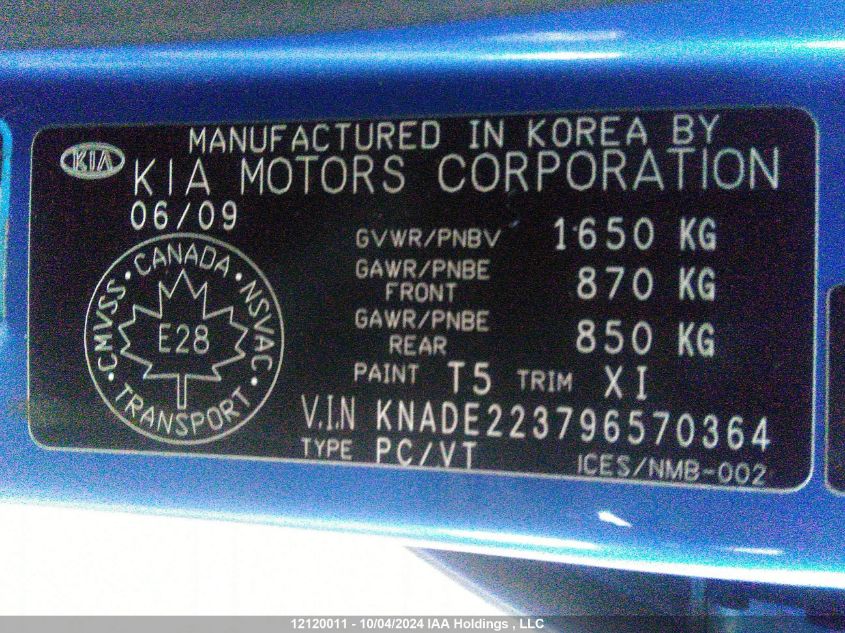 MANUFACTURED IN KOREA BY
KIA KIA MOTORS CORPORATION
06/09
GVWR/PNBV 1650 KG
GAWR/PNBE FRONT 870 KG
GAWR/PNBE REAR 850 KG
CANADA · NSVAC · TRANSPORT · CMVSS ·
E28
PAINT T5 TRIM XI
V.I.N KNADE223796570364
TYPE PC/VT ICES/NMB-002
12120011 - 10/04/2024 IAA Holdings , LLC